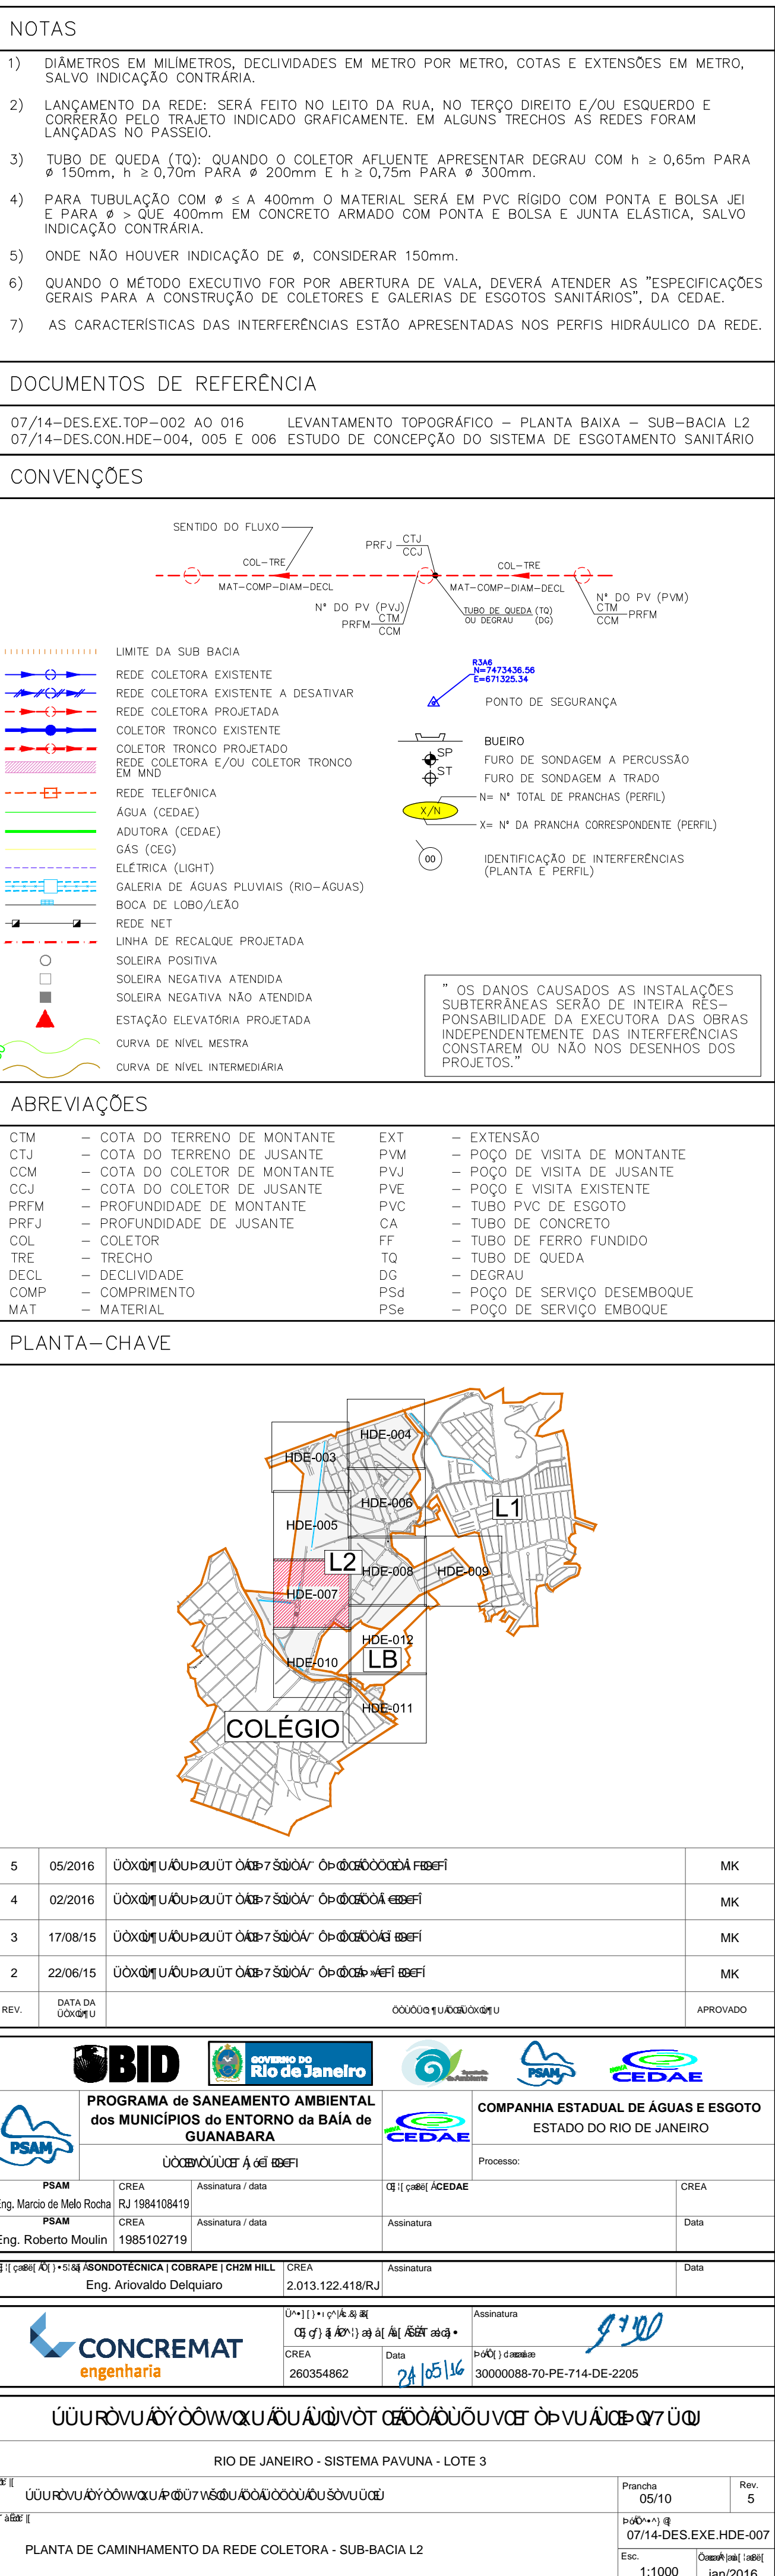 NOTAS
1) DIÂMETROS EM MILÍMETROS, DECLIVIDADES EM METRO POR METRO, COTAS E EXTENSÕES EM METRO,
SALVO INDICAÇÃO CONTRÁRIA.
2) LANÇAMENTO DA REDE: SERÁ FEITO NO LEITO DA RUA, NO TERÇO DIREITO E/OU ESQUERDO E
CORRERÃO PELO TRAJETO INDICADO GRAFICAMENTE. EM ALGUNS TRECHOS AS REDES FORAM
LANÇADAS NO PASSEIO.
3) TUBO DE QUEDA (TQ): QUANDO O COLETOR AFLUENTE APRESENTAR DEGRAU COM h ≥ 0,65m PARA
ø 150mm, h ≥ 0,70m PARA ø 200mm E h ≥ 0,75m PARA ø 300mm.
4) PARA TUBULAÇÃO COM ø ≤ A 400mm O MATERIAL SERÁ EM PVC RÍGIDO COM PONTA E BOLSA JEI
E PARA ø > QUE 400mm EM CONCRETO ARMADO COM PONTA E BOLSA E JUNTA ELÁSTICA, SALVO
INDICAÇÃO CONTRÁRIA.
5) ONDE NÃO HOUVER INDICAÇÃO DE ø, CONSIDERAR 150mm.
6) QUANDO O MÉTODO EXECUTIVO FOR POR ABERTURA DE VALA, DEVERÁ ATENDER AS "ESPECIFICAÇÕES
GERAIS PARA A CONSTRUÇÃO DE COLETORES E GALERIAS DE ESGOTOS SANITÁRIOS", DA CEDAE.
7) AS CARACTERÍSTICAS DAS INTERFERÊNCIAS ESTÃO APRESENTADAS NOS PERFIS HIDRÁULICO DA REDE.
DOCUMENTOS DE REFERÊNCIA
07/14-DES.EXE.TOP-002 AO 016 LEVANTAMENTO TOPOGRÁFICO - PLANTA BAIXA - SUB-BACIA L2
07/14-DES.CON.HDE-004, 005 E 006 ESTUDO DE CONCEPÇÃO DO SISTEMA DE ESGOTAMENTO SANITÁRIO
CONVENÇÕES
SENTIDO DO FLUXO
PRFJ CTJ
CCJ
COL-TRE COL-TRE
MAT-COMP-DIAM-DECL MAT-COMP-DIAM-DECL
Nº DO PV (PVJ)
PRFM CTM
CCM
TUBO DE QUEDA (TQ)
OU DEGRAU (DG)
Nº DO PV (PVM)
CTM PRFM
CCM
LIMITE DA SUB BACIA
REDE COLETORA EXISTENTE
REDE COLETORA EXISTENTE A DESATIVAR
REDE COLETORA PROJETADA
COLETOR TRONCO EXISTENTE
COLETOR TRONCO PROJETADO
REDE COLETORA E/OU COLETOR TRONCO
EM MND
REDE TELEFÔNICA
ÁGUA (CEDAE)
ADUTORA (CEDAE)
GÁS (CEG)
ELÉTRICA (LIGHT)
GALERIA DE ÁGUAS PLUVIAIS (RIO-ÁGUAS)
BOCA DE LOBO/LEÃO
REDE NET
LINHA DE RECALQUE PROJETADA
SOLEIRA POSITIVA
SOLEIRA NEGATIVA ATENDIDA
SOLEIRA NEGATIVA NÃO ATENDIDA
ESTAÇÃO ELEVATÓRIA PROJETADA
CURVA DE NÍVEL MESTRA
CURVA DE NÍVEL INTERMEDIÁRIA
R3A6
N=7473436.56
E=671325.34
PONTO DE SEGURANÇA
BUEIRO
SP FURO DE SONDAGEM A PERCUSSÃO
ST FURO DE SONDAGEM A TRADO
N= Nº TOTAL DE PRANCHAS (PERFIL)
X/N
X= Nº DA PRANCHA CORRESPONDENTE (PERFIL)
00 IDENTIFICAÇÃO DE INTERFERÊNCIAS
(PLANTA E PERFIL)
" OS DANOS CAUSADOS AS INSTALAÇÕES
SUBTERRÂNEAS SERÃO DE INTEIRA RES-
PONSABILIDADE DA EXECUTORA DAS OBRAS
INDEPENDENTEMENTE DAS INTERFERÊNCIAS
CONSTAREM OU NÃO NOS DESENHOS DOS
PROJETOS."
ABREVIAÇÕES
CTM - COTA DO TERRENO DE MONTANTE EXT - EXTENSÃO
CTJ - COTA DO TERRENO DE JUSANTE PVM - POÇO DE VISITA DE MONTANTE
CCM - COTA DO COLETOR DE MONTANTE PVJ - POÇO DE VISITA DE JUSANTE
CCJ - COTA DO COLETOR DE JUSANTE PVE - POÇO E VISITA EXISTENTE
PRFM - PROFUNDIDADE DE MONTANTE PVC - TUBO PVC DE ESGOTO
PRFJ - PROFUNDIDADE DE JUSANTE CA - TUBO DE CONCRETO
COL - COLETOR FF - TUBO DE FERRO FUNDIDO
TRE - TRECHO TQ - TUBO DE QUEDA
DECL - DECLIVIDADE DG - DEGRAU
COMP - COMPRIMENTO PSd - POÇO DE SERVIÇO DESEMBOQUE
MAT - MATERIAL PSe - POÇO DE SERVIÇO EMBOQUE
PLANTA-CHAVE
HDE-004
HDE-003
HDE-006
L1
HDE-005
L2
HDE-008 HDE-009
HDE-007
HDE-012
LB
HDE-010
HDE-011
COLÉGIO
5 05/2016 MK
4 02/2016 MK
3 17/08/15 MK
2 22/06/15 MK
REV. DATA DA APROVADO
BID
GOVERNO DO
Rio de Janeiro
PSAM
NOVA
CEDAE
PSAM
PROGRAMA de SANEAMENTO AMBIENTAL
dos MUNICÍPIOS do ENTORNO da BAÍA de
GUANABARA
CEDAE
COMPANHIA ESTADUAL DE ÁGUAS E ESGOTO
ESTADO DO RIO DE JANEIRO
Processo:
PSAM CREA Assinatura / data CEDAE CREA
Eng. Marcio de Melo Rocha RJ 1984108419
PSAM CREA Assinatura / data Assinatura Data
Eng. Roberto Moulin 1985102719
SONDOTÉCNICA | COBRAPE | CH2M HILL CREA Assinatura Data
Eng. Ariovaldo Delquiaro 2.013.122.418/RJ
CONCREMAT
engenharia
Assinatura
CREA Data
260354862 24/05/16 30000088-70-PE-714-DE-2205
RIO DE JANEIRO - SISTEMA PAVUNA - LOTE 3
Prancha Rev.
05/10 5
07/14-DES.EXE.HDE-007
PLANTA DE CAMINHAMENTO DA REDE COLETORA - SUB-BACIA L2
Esc.
1:1000 jan/2016